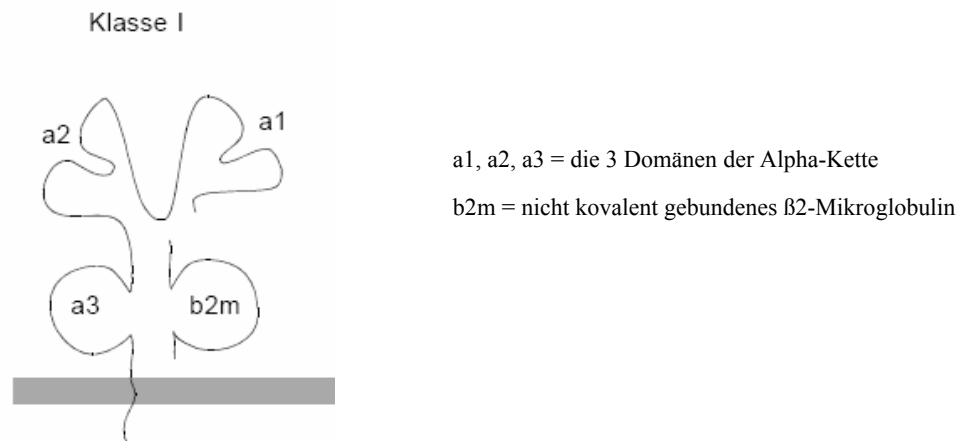 Klasse I
a2
a1
a1, a2, a3 = die 3 Domänen der Alpha-Kette
b2m = nicht kovalent gebundenes ß2-Mikroglobulin
a3
b2m